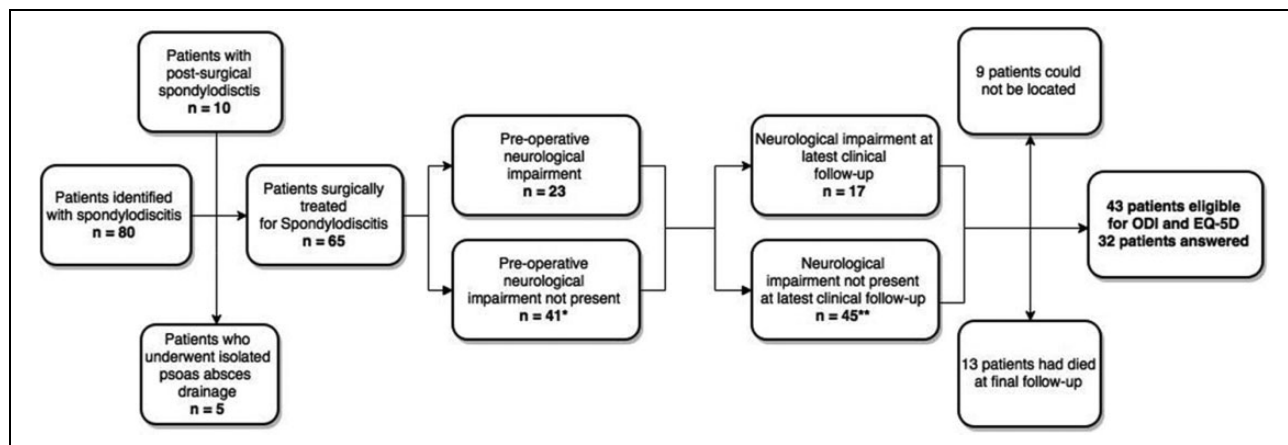 Patients with
post-surgical
spondylodisctis
n = 10
Patients identified
with spondylodiscitis
n = 80
Patients surgically
treated
for Spondylodiscitis
n = 65
Patients who
underwent isolated
psoas absces
drainage
n = 5
Pre-operative
neurological
impairment
n = 23
Pre-operative
neurological
impairment not present
n = 41*
Neurological impairment at
latest clinical
follow-up
n = 17
Neurological
impairment not present
at latest clinical follow-up
n = 45**
9 patients could
not be located
13 patients had died
at final follow-up
43 patients eligible
for ODI and EQ-5D
32 patients answered